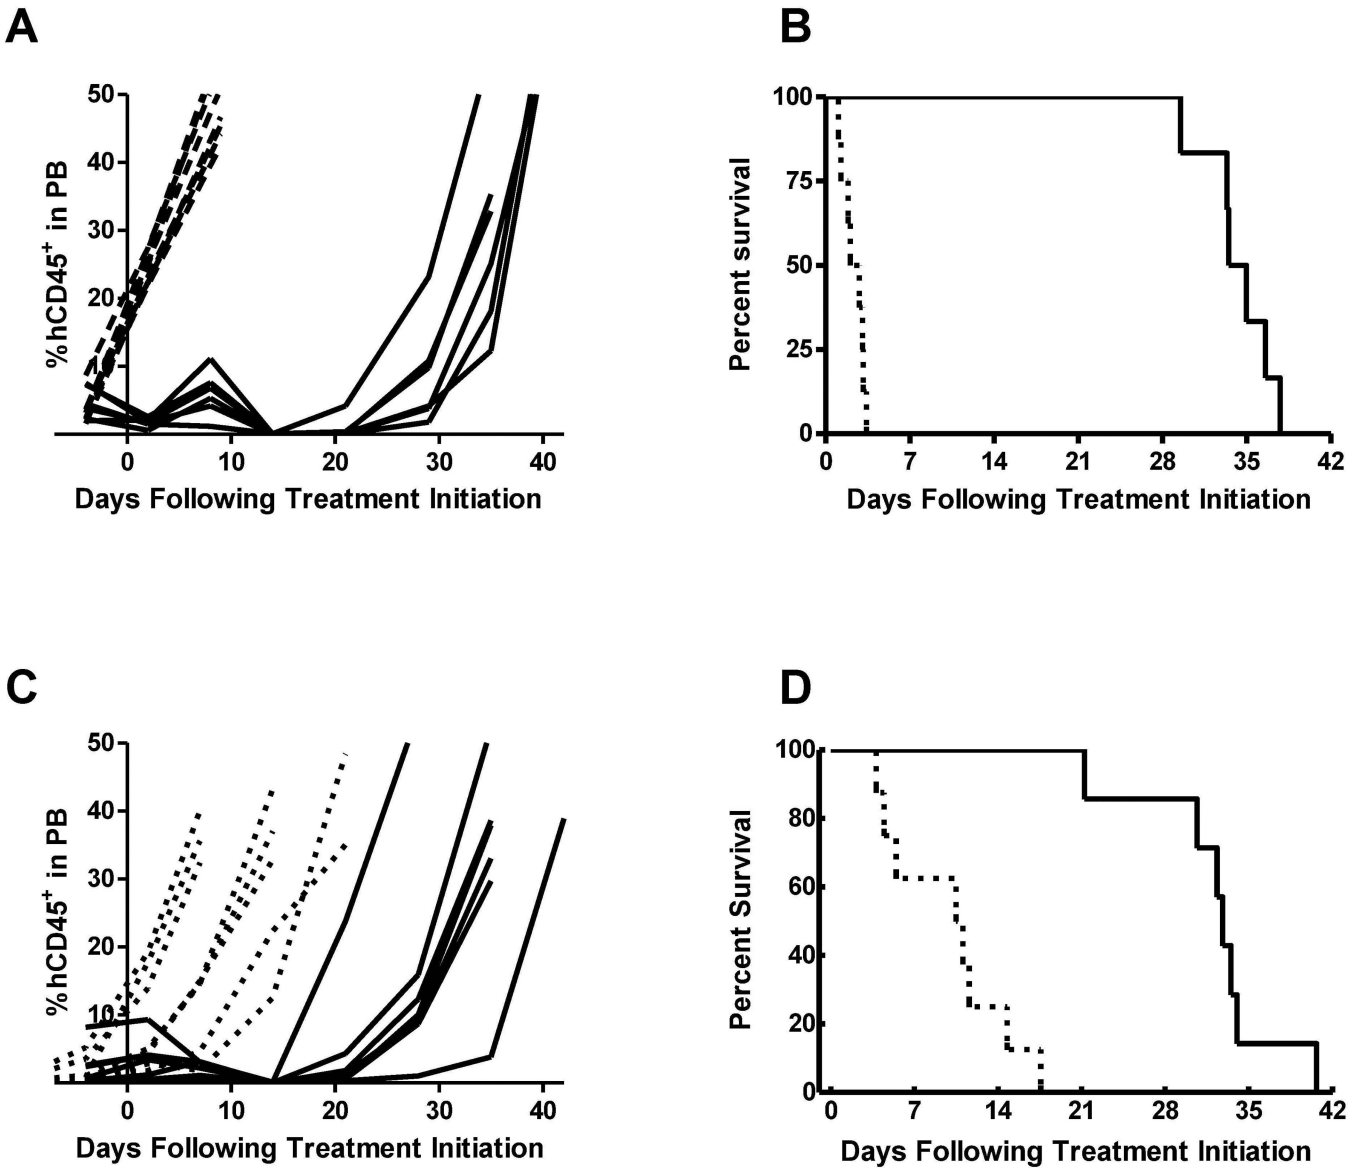 A
50
40
30
20
%hCD45+ in PB
0 10 20 30 40
Days Following Treatment Initiation
B
100
75
50
25
0
Percent survival
0 7 14 21 28 35 42
Days Following Treatment Initiation
C
50
40
30
20
10
%hCD45+ in PB
0 10 20 30 40
Days Following Treatment Initiation
D
100
80
60
40
20
0
Percent Survival
0 7 14 21 28 35 42
Days Following Treatment Initiation